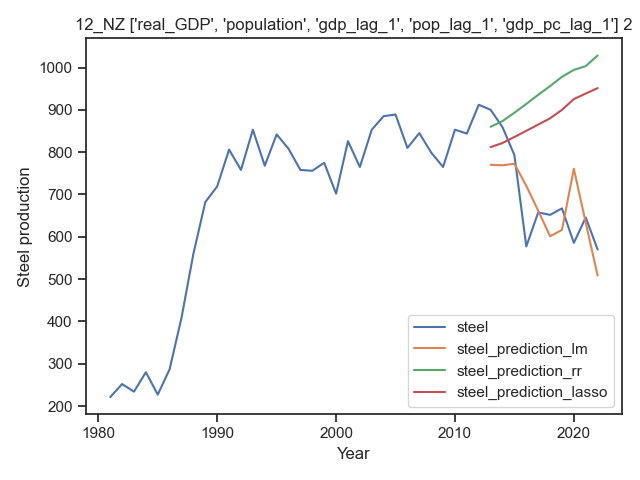 12_NZ ['real_GDP', 'population', 'gdp_lag_1', 'pop_lag_1', 'gdp_pc_lag_1'] 2
1000
900
800
700
600
500
400
300
200
Steel production
1980
1990
2000
2010
2020
Year
steel
steel_prediction_lm
steel_prediction_rr
steel_prediction_lasso